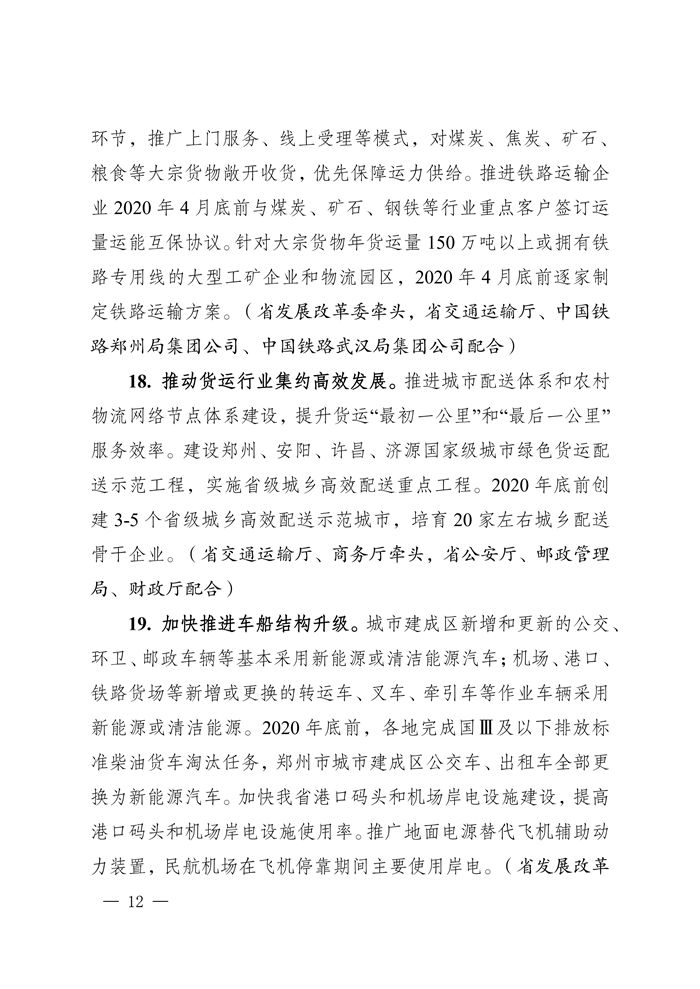 环节，推广上门服务、线上受理等模式，对煤炭、焦炭、矿石、
粮食等大宗货物敞开收货，优先保障运力供给。推进铁路运输企
业 2020 年 4 月底前与煤炭、矿石、钢铁等行业重点客户签订运
量运能互保协议。针对大宗货物年货运量 150 万吨以上或拥有铁
路专用线的大型工矿企业和物流园区，2020 年 4 月底前逐家制
定铁路运输方案。（省发展改革委牵头，省交通运输厅、中国铁
路郑州局集团公司、中国铁路武汉局集团公司配合）
18. 推动货运行业集约高效发展。推进城市配送体系和农村
物流网络节点体系建设，提升货运“最初一公里”和“最后一公里”
服务效率。建设郑州、安阳、许昌、济源国家级城市绿色货运配
送示范工程，实施省级城乡高效配送重点工程。2020 年底前创
建 3-5 个省级城乡高效配送示范城市，培育 20 家左右城乡配送
骨干企业。（省交通运输厅、商务厅牵头，省公安厅、邮政管理
局、财政厅配合）
19. 加快推进车船结构升级。城市建成区新增和更新的公交、
环卫、邮政车辆等基本采用新能源或清洁能源汽车；机场、港口、
铁路货场等新增或更换的转运车、叉车、牵引车等作业车辆采用
新能源或清洁能源。2020 年底前，各地完成国Ⅲ及以下排放标
准柴油货车淘汰任务，郑州市城市建成区公交车、出租车全部更
换为新能源汽车。加快我省港口码头和机场岸电设施建设，提高
港口码头和机场岸电设施使用率。推广地面电源替代飞机辅助动
力装置，民航机场在飞机停靠期间主要使用岸电。（省发展改革
— 12 —